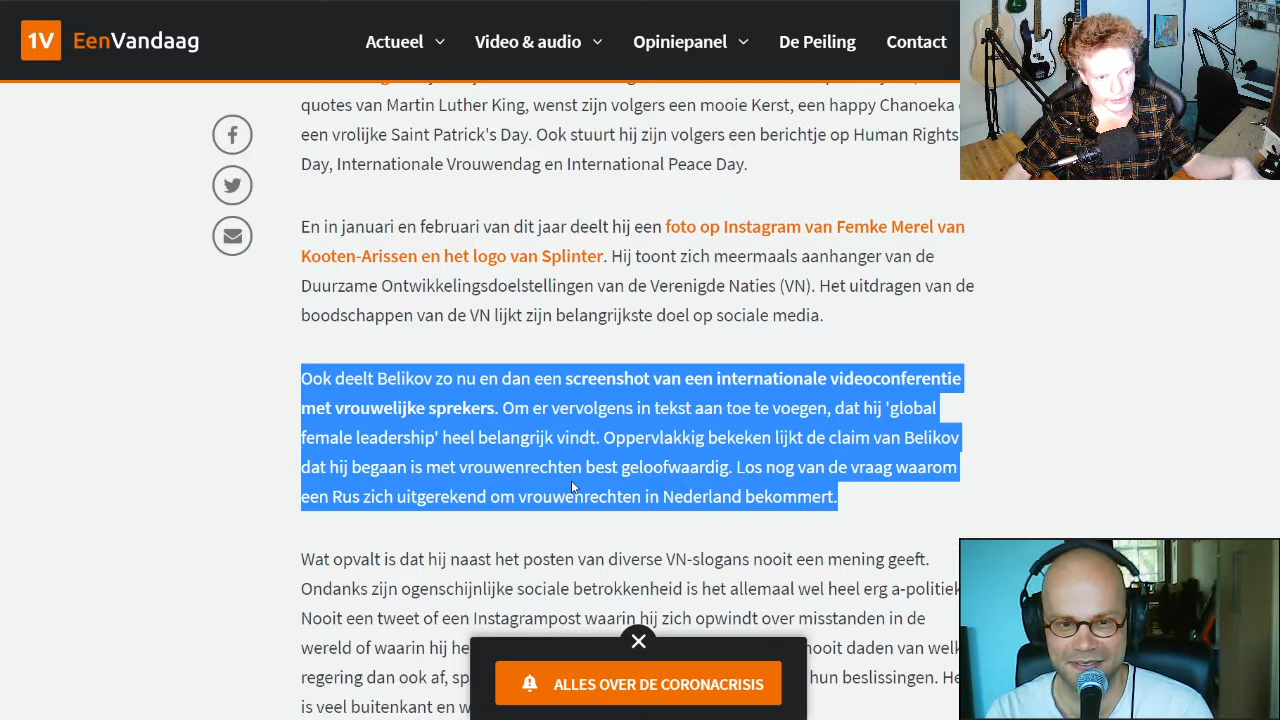 1V EenVandaag
Actueel Video & audio Opiniepanel De Peiling Contact
quotes van Martin Luther King, wenst zijn volgers een mooie Kerst, een happy Chanoeka
een vrolijke Saint Patrick's Day. Ook stuurt hij zijn volgers een berichtje op Human Rights
Day, Internationale Vrouwendag en International Peace Day.
En in januari en februari van dit jaar deelt hij een foto op Instagram van Femke Merel van
Kooten-Arissen en het logo van Splinter. Hij toont zich meermaals aanhanger van de
Duurzame Ontwikkelingsdoelstellingen van de Verenigde Naties (VN). Het uitdragen van de
boodschappen van de VN lijkt zijn belangrijkste doel op sociale media.
Ook deelt Belikov zo nu en dan een screenshot van een internationale videoconferentie
met vrouwelijke sprekers. Om er vervolgens in tekst aan toe te voegen, dat hij 'global
female leadership' heel belangrijk vindt. Oppervlakkig bekeken lijkt de claim van Belikov
dat hij begaan is met vrouwenrechten best geloofwaardig. Los nog van de vraag waarom
een Rus zich uitgerekend om vrouwenrechten in Nederland bekommert.
Wat opvalt is dat hij naast het posten van diverse VN-slogans nooit een mening geeft.
Ondanks zijn ogenschijnlijke sociale betrokkenheid is het allemaal wel heel erg a-politiek
Nooit een tweet of een Instagrampost waarin hij zich opwindt over misstanden in de
wereld of waarin hij he nooit daden van welk
regering dan ook af, sp hun beslissingen. He
is veel buitenkant en w
ALLES OVER DE CORONACRISIS